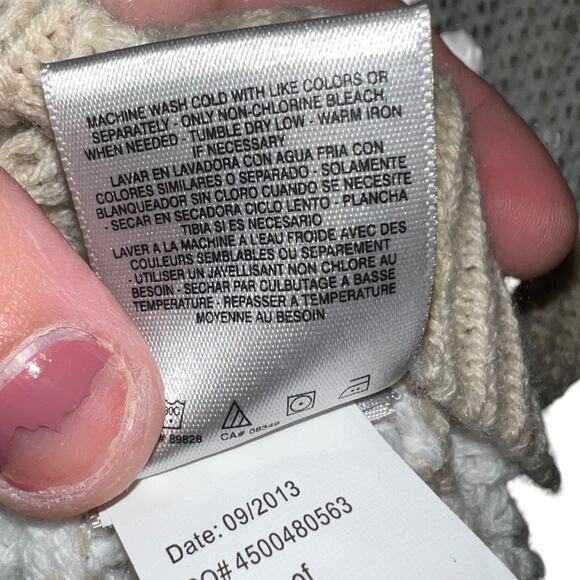 MACHINE WASH COLD WITH LIKE COLORS OR
SEPARATELY - ONLY NON-CHLORINE BLEACH
WHEN NEEDED - TUMBLE DRY LOW - WARM IRON
IF NECESSARY
LAVAR EN LAVADORA CON AGUA FRIA CON
COLORES SIMILARES O SEPARADO - SOLAMENTE
BLANQUEADOR SIN CLORO CUANDO SE NECESITE
- SECAR EN SECADORA CICLO LENTO - PLANCHA
TIBIA SI ES NECESARIO
LAVER A LA MACHINE A L'EAU FROIDE AVEC DES
COULEURS SEMBLABLES OU SEPAREMENT
- UTILISER UN JAYELLISANT NON CHLORE AU
BESOIN - SECHAR PAR CULBUTAGE A BASSE
TEMPERATURE - REPASSER A TEMPERATURE
MOYENNE AU BESOIN
# 89828
CA# 08349
Date: 09/2013
PO# 4500480563
of